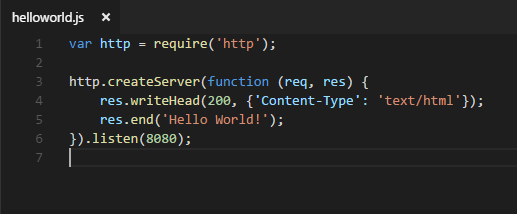 helloworld.js ×
1 var http = require('http');
2
3 http.createServer(function (req, res) {
4     res.writeHead(200, {'Content-Type': 'text/html'});
5     res.end('Hello World!');
6 }).listen(8080);
7